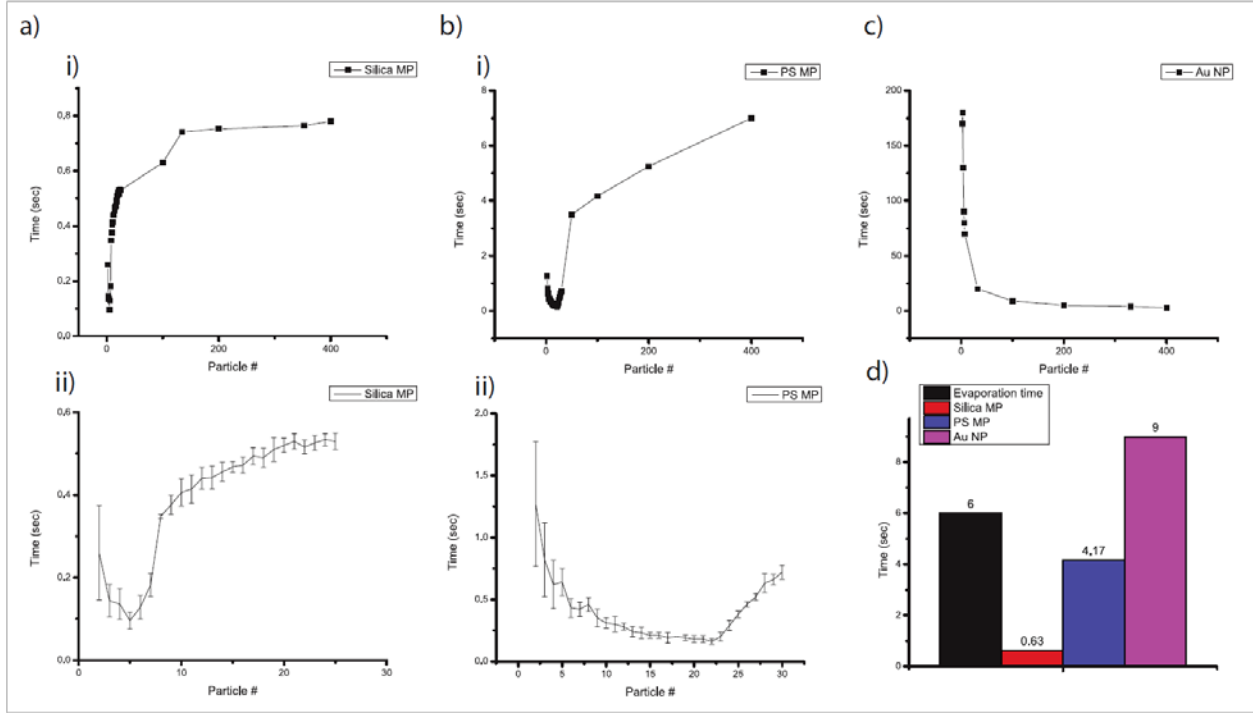 a)
i)
Silica MP
1,0
0,8
0,6
0,4
0,2
0,0
0
200
400
Time (sec)
Particle #
ii)
Silica MP
0,6
0,4
0,2
0,0
0
10
20
30
Time (sec)
Particle #
b)
i)
PS MP
8
6
4
2
0
0
200
400
Time (sec)
Particle #
ii)
PS MP
2,0
1,5
1,0
0,5
0,0
0
5
10
15
20
25
30
Time (sec)
Particle #
c)
Au NP
200
150
100
50
0
0
200
400
Time (sec)
Particle #
d)
Evaporation time
Silica MP
PS MP
Au NP
9
6
4,17
0.63
8
6
4
2
0
Time (sec)